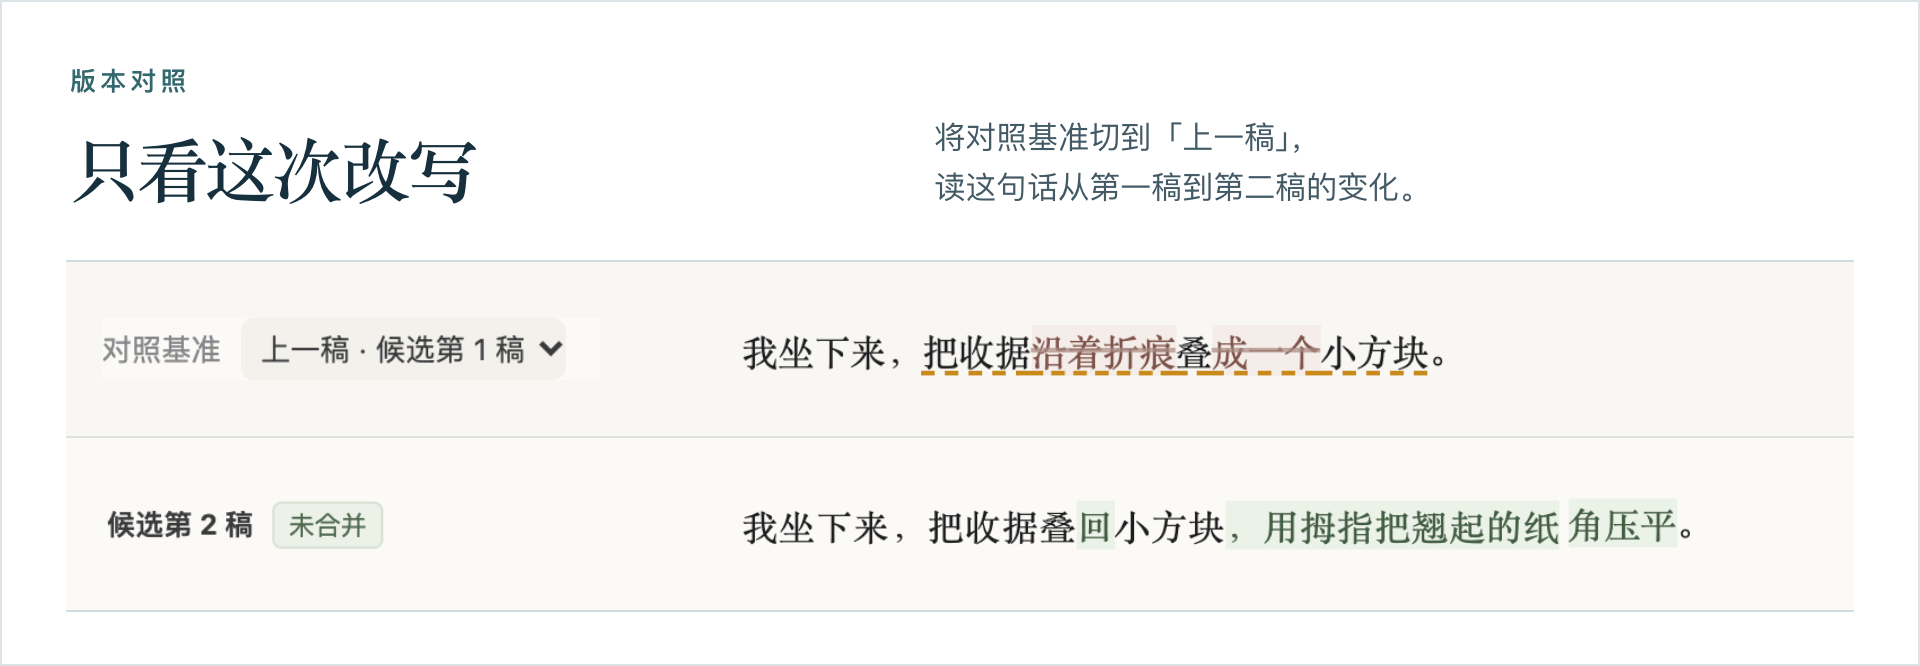 版本对照
只看这次改写
将对照基准切到「上一稿」,
读这句话从第一稿到第二稿的变化。
对照基准 上一稿 · 候选第 1 稿
我坐下来，把收据沿着折痕叠成一个小方块。
候选第 2 稿 未合并
我坐下来，把收据叠回小方块，用拇指把翘起的纸角压平。